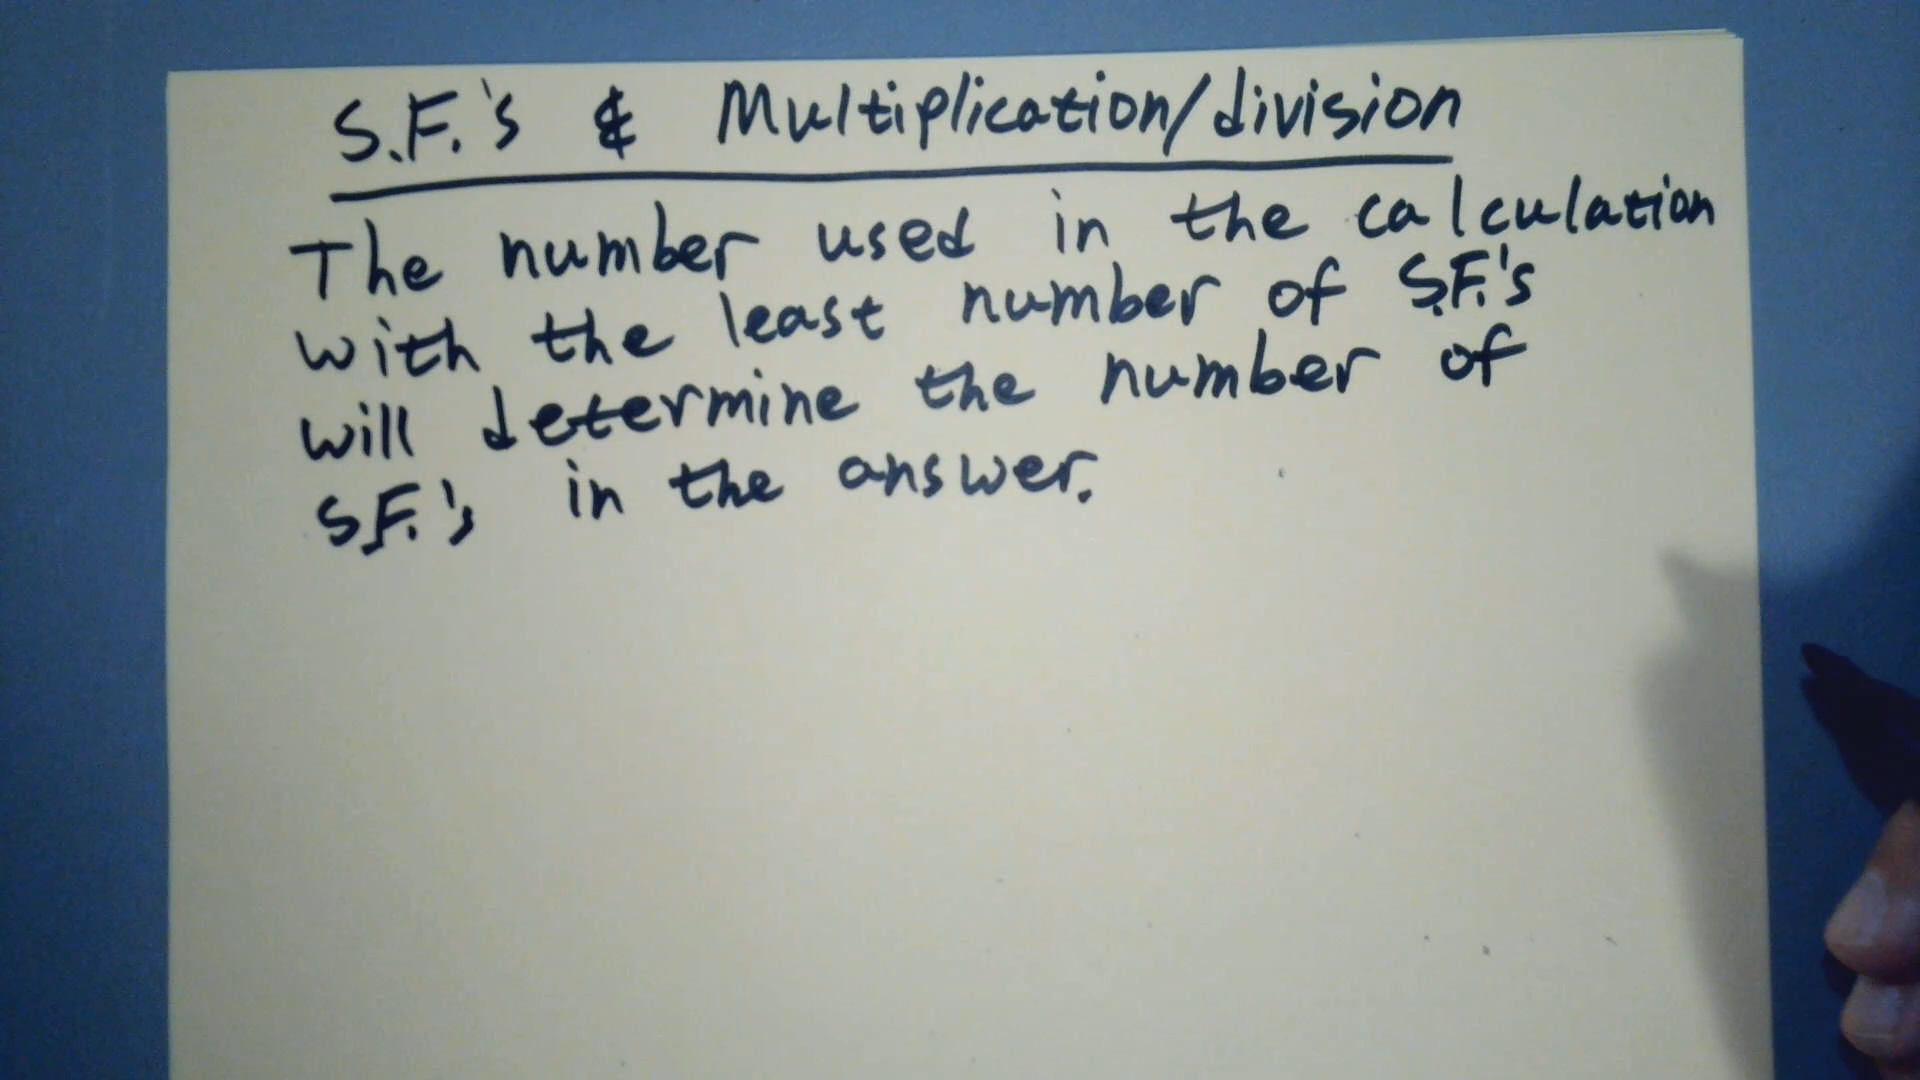 S.F.'s & Multiplication/division
The number used in the calculation
with the least number of S.F.'s
will determine the number of
S.F.'s in the answer.